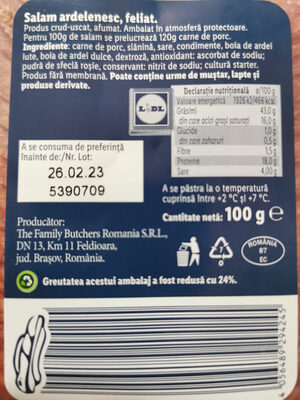 Salam ardelenesc, feliat.
Produs crud-uscat, afumat. Ambalat în atmosferă protectoare.
Pentru 100g de salam se prelucrează 120g carne de porc.
Ingrediente: carne de porc, slănină, sare, condimente, boia de ardei
iute, boia de ardei dulce, dextroză, antioxidant: ascorbat de sodiu;
pudră de sfeclă roșie, conservant: nitrit de sodiu; cultură starter.
Produs fără membrană. Poate conține urme de muștar, lapte și
produse derivate.
LIDL
Declarație nutrițională ø/100 g
Valoare energetică 1926 kJ/466 kcal
Grăsimi 43,0 g
din care acizi grași saturați 16,0 g
Glucide 1,0 g
din care zaharuri 0,5 g
Fibre 1,5 g
Proteine 18,0 g
Sare 4,00 g
A se consuma de preferință
înainte de:/Nr. Lot:
26.02.23
5390709
A se păstra la o temperatură
cuprinsă între +2 °C și +7 °C.
Cantitate netă: 100 g e
Producător:
The Family Butchers Romania S.R.L.,
DN 13, Km 11 Feldioara,
jud. Brașov, România.
ROMÂNIA
87
EC
Greutatea acestui ambalaj a fost redusă cu 24%.
4 056489 294245